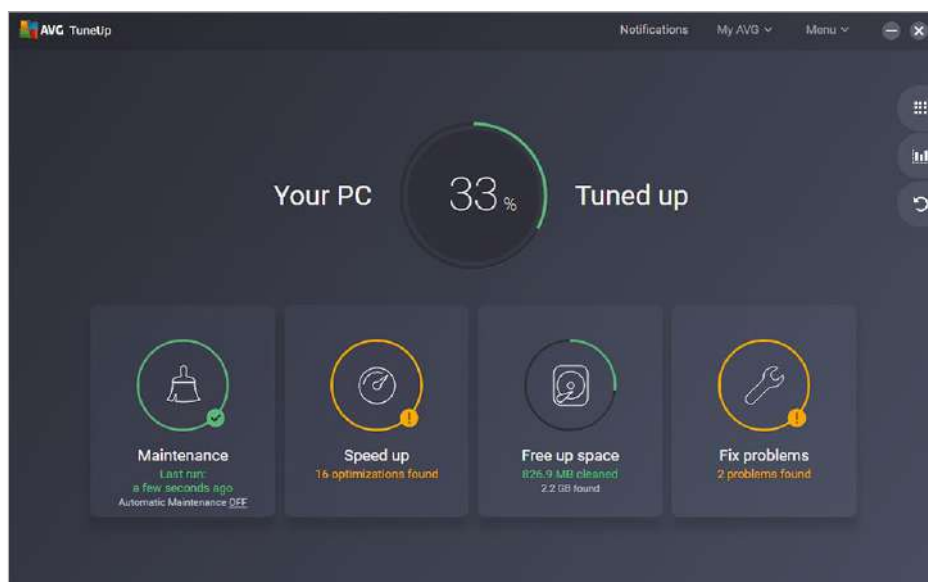 AVG TuneUp
Notifications
My AVG
Menu
Your PC
33 %
Tuned up
Maintenance
Last run:
a few seconds ago
Automatic Maintenance OFF
Speed up
16 optimizations found
Free up space
826.9 MB cleaned
2.2 GB found
Fix problems
2 problems found